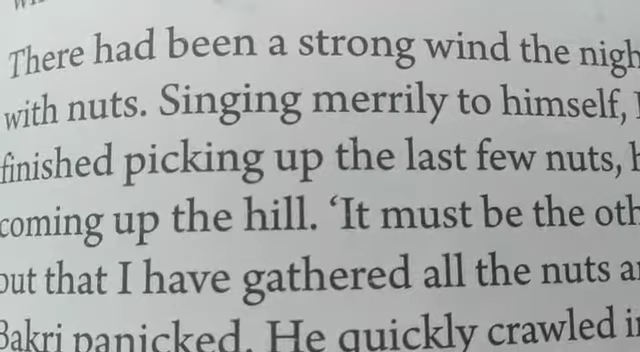 There had been a strong wind the nigh
with nuts. Singing merrily to himself,
finished picking up the last few nuts, h
coming up the hill. ‘It must be the oth
out that I have gathered all the nuts a
Bakri panicked. He quickly crawled in